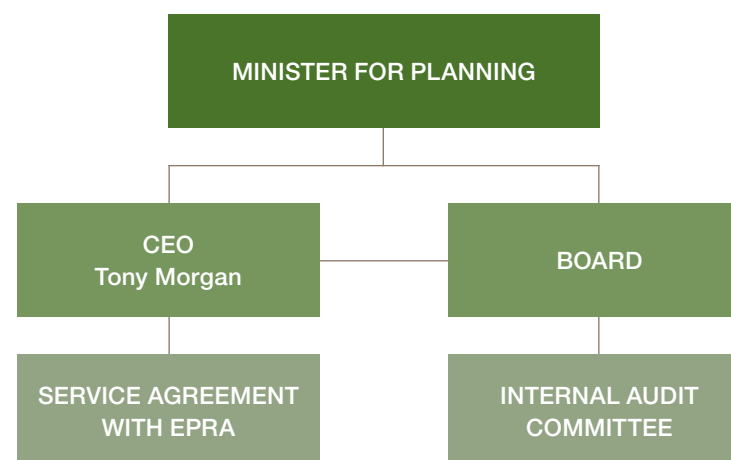 MINISTER FOR PLANNING
CEO
Tony Morgan
BOARD
SERVICE AGREEMENT
WITH EPRA
INTERNAL AUDIT
COMMITTEE